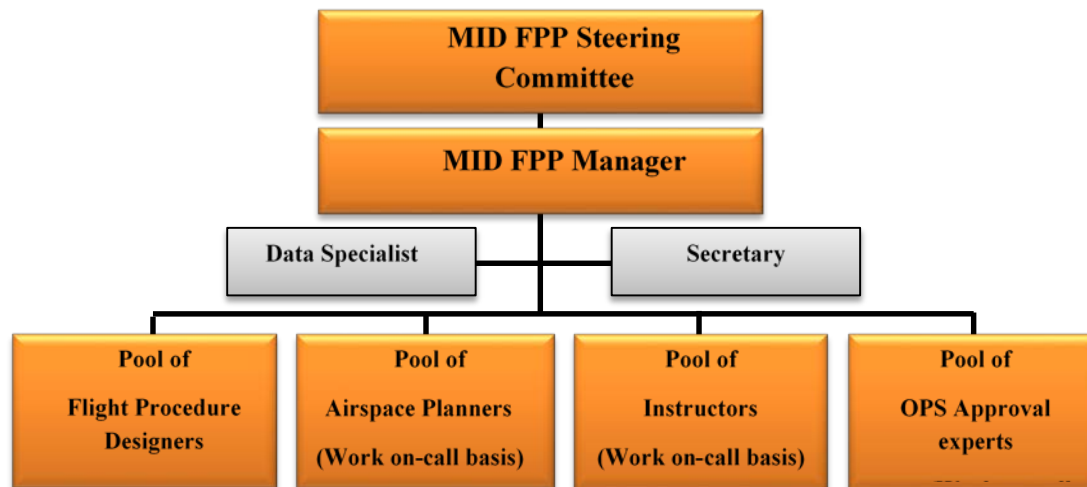 MID FPP Steering
Committee
MID FPP Manager
Data Specialist
Secretary
Pool of
Flight Procedure
Designers
Pool of
Airspace Planners
(Work on-call basis)
Pool of
Instructors
(Work on-call basis)
Pool of
OPS Approval
experts